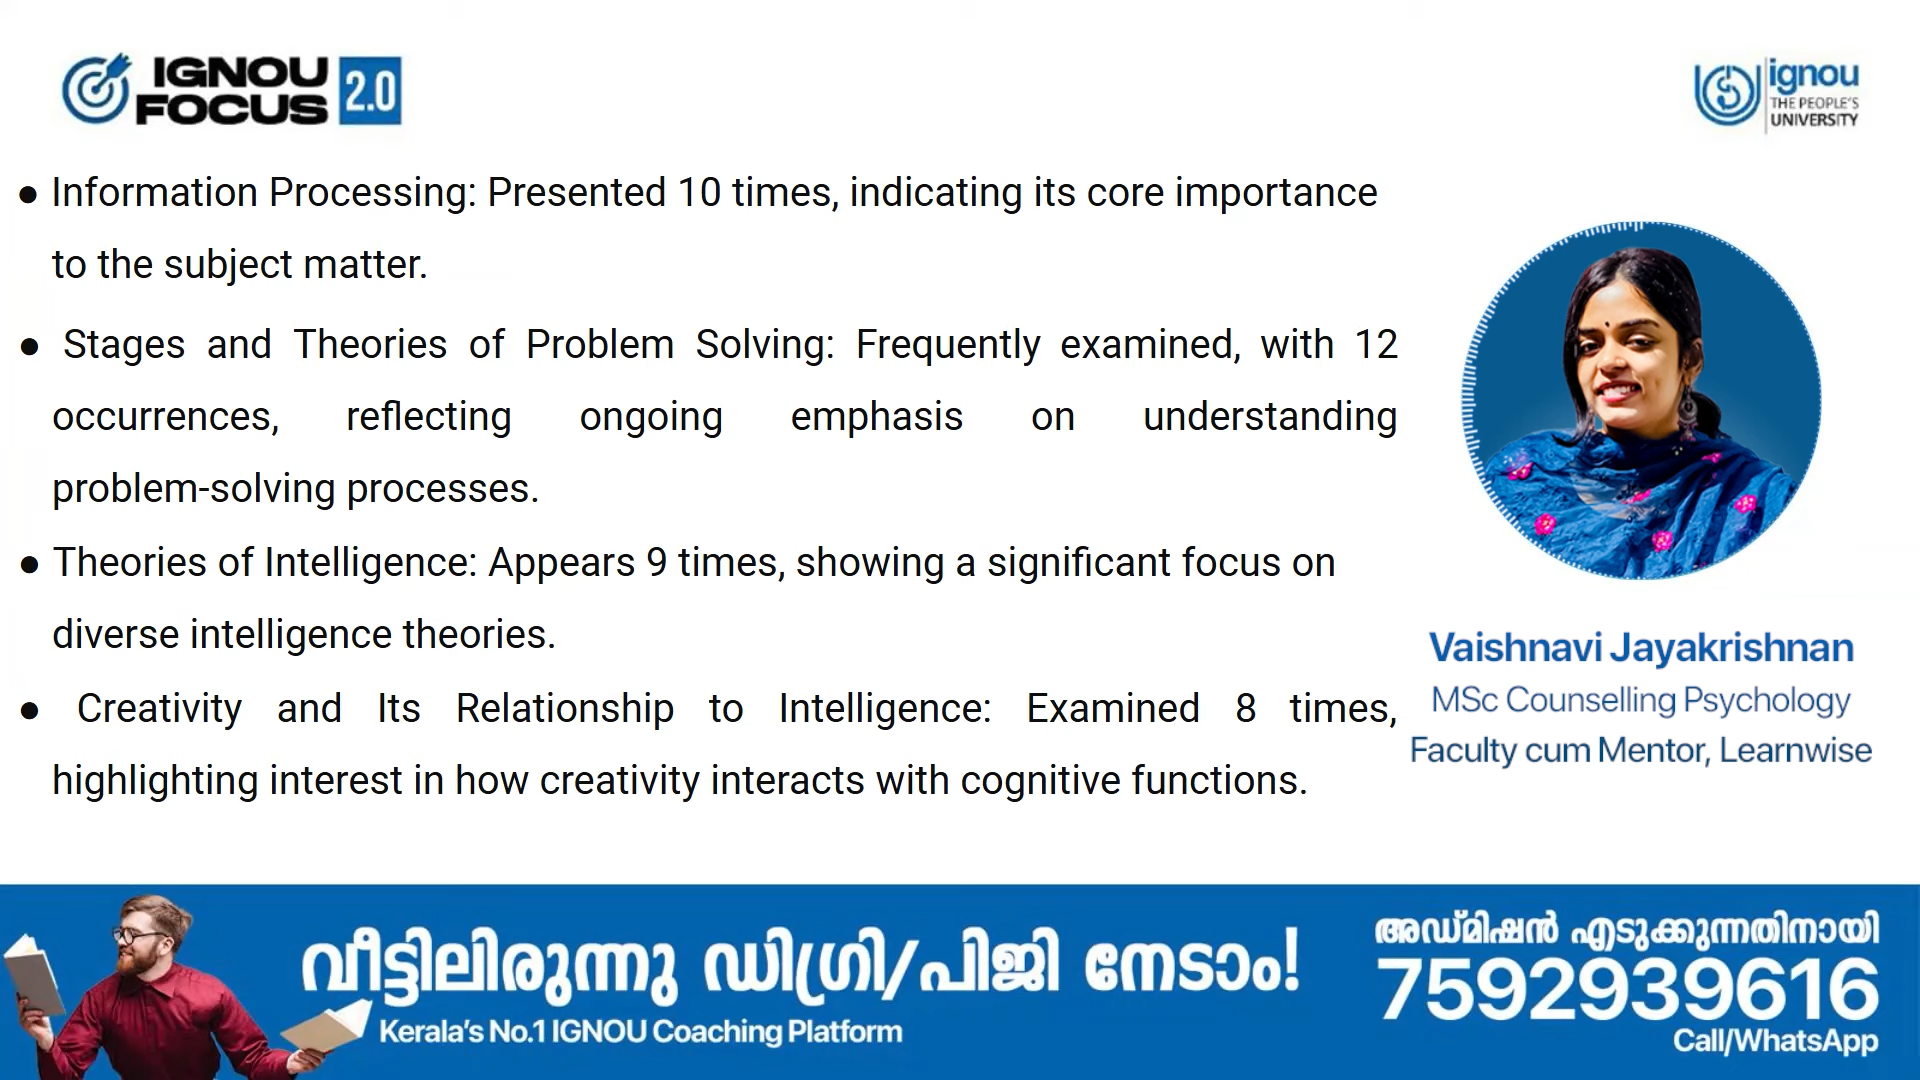 IGNOU
FOCUS 2.0
ignou
THE PEOPLE'S
UNIVERSITY
● Information Processing: Presented 10 times, indicating its core importance
to the subject matter.
● Stages and Theories of Problem Solving: Frequently examined, with 12
occurrences, reflecting ongoing emphasis on understanding
problem-solving processes.
● Theories of Intelligence: Appears 9 times, showing a significant focus on
diverse intelligence theories.
● Creativity and Its Relationship to Intelligence: Examined 8 times,
highlighting interest in how creativity interacts with cognitive functions.
Vaishnavi Jayakrishnan
MSc Counselling Psychology
Faculty cum Mentor, Learnwise
വീട്ടിലിരുന്നു ഡിഗ്രി/പിജി നേടാം!
Kerala's No.1 IGNOU Coaching Platform
അഡ്മിഷൻ എടുക്കുന്നതിനായി
7592939616
Call/WhatsApp